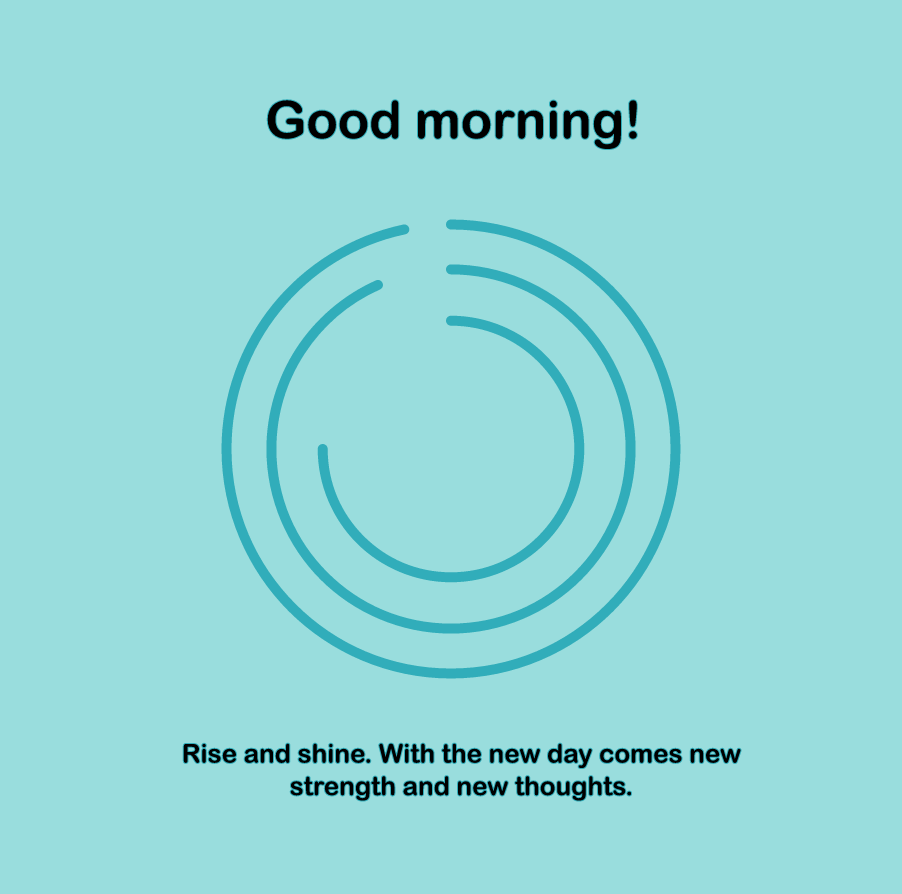 Good morning!
Rise and shine. With the new day comes new
strength and new thoughts.